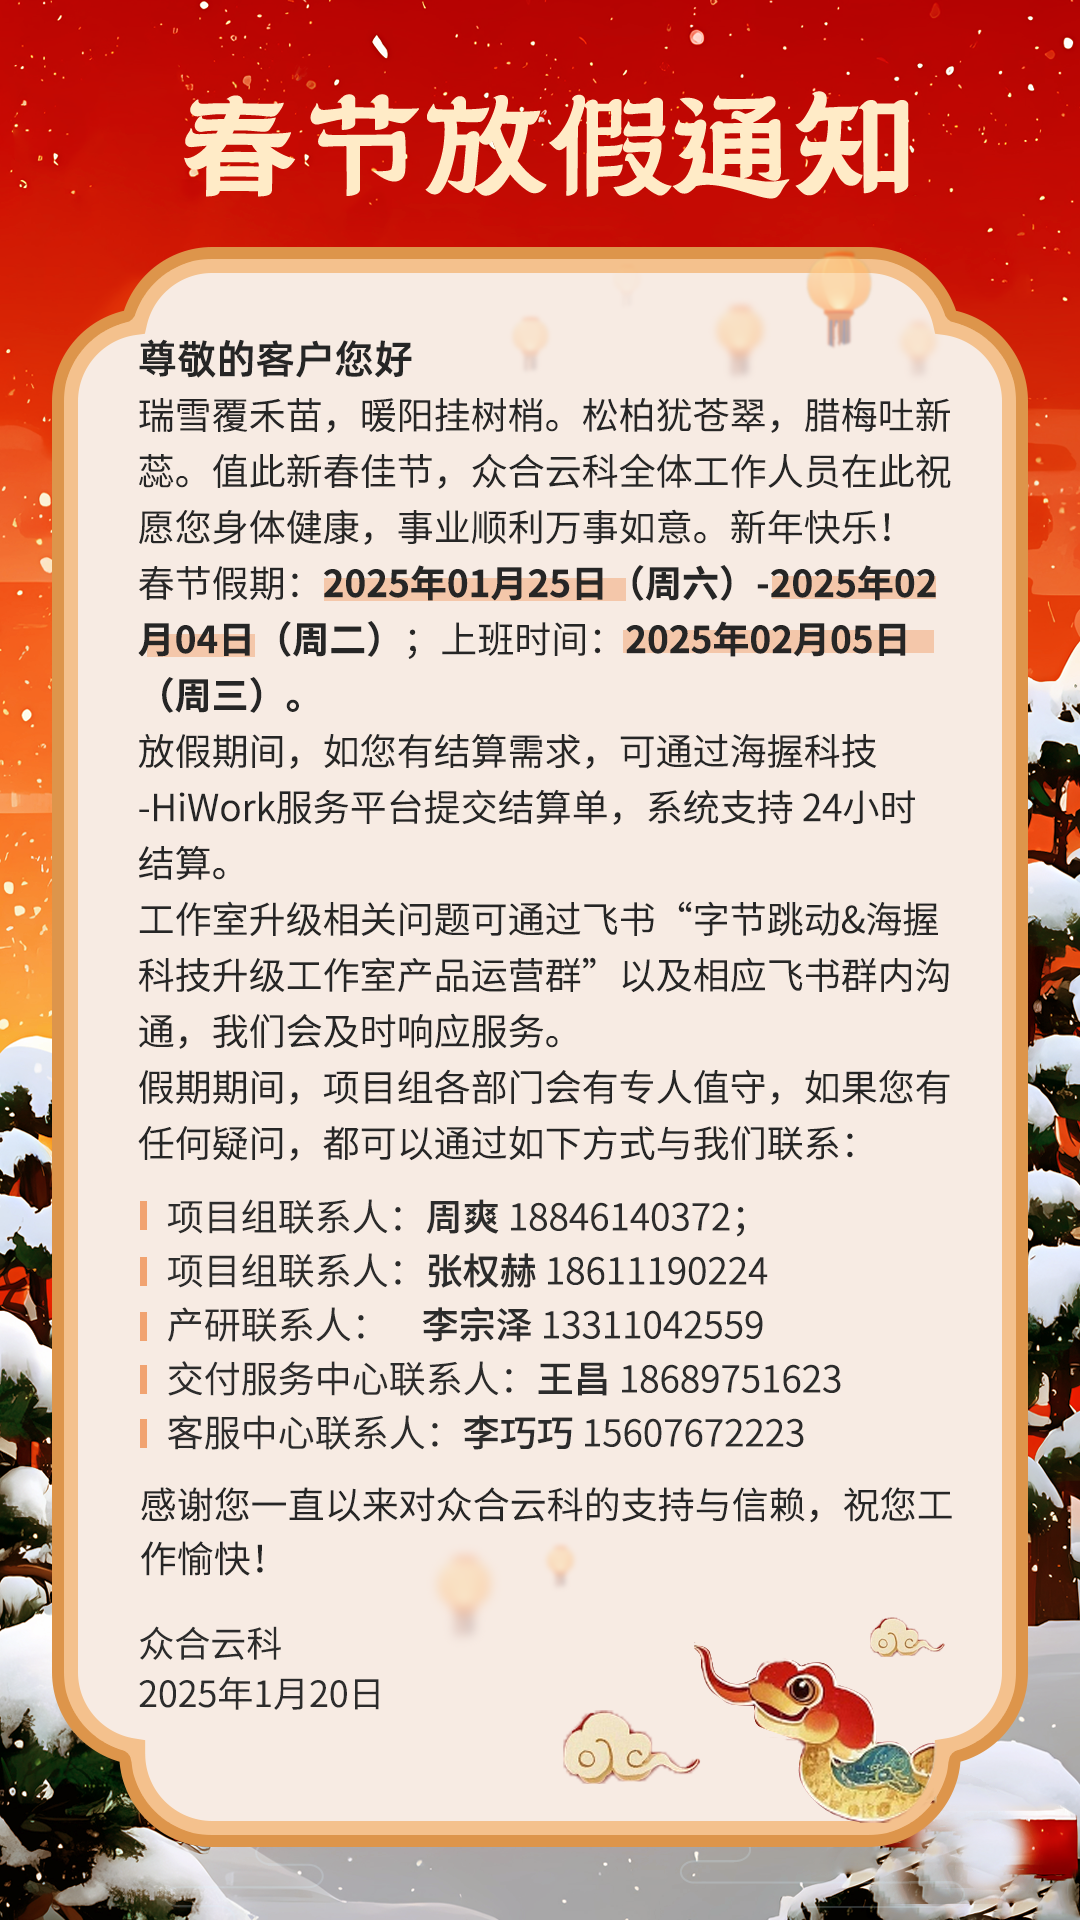 春节放假通知
尊敬的客户您好
瑞雪覆禾苗，暖阳挂树梢。松柏犹苍翠，腊梅吐新
蕊。值此新春佳节，众合云科全体工作人员在此祝
愿您身体健康，事业顺利万事如意。新年快乐！
春节假期：2025年01月25日（周六）-2025年02
月04日（周二）；上班时间：2025年02月05日
（周三）。
放假期间，如您有结算需求，可通过海握科技
-HiWork服务平台提交结算单，系统支持 24小时
结算。
工作室升级相关问题可通过飞书“字节跳动&海握
科技升级工作室产品运营群”以及相应飞书群内沟
通，我们会及时响应服务。
假期期间，项目组各部门会有专人值守，如果您有
任何疑问，都可以通过如下方式与我们联系：
项目组联系人：周爽 18846140372；
项目组联系人：张权赫 18611190224
产研联系人： 李宗泽 13311042559
交付服务中心联系人：王昌 18689751623
客服中心联系人：李巧巧 15607672223
感谢您一直以来对众合云科的支持与信赖，祝您工
作愉快！
众合云科
2025年1月20日